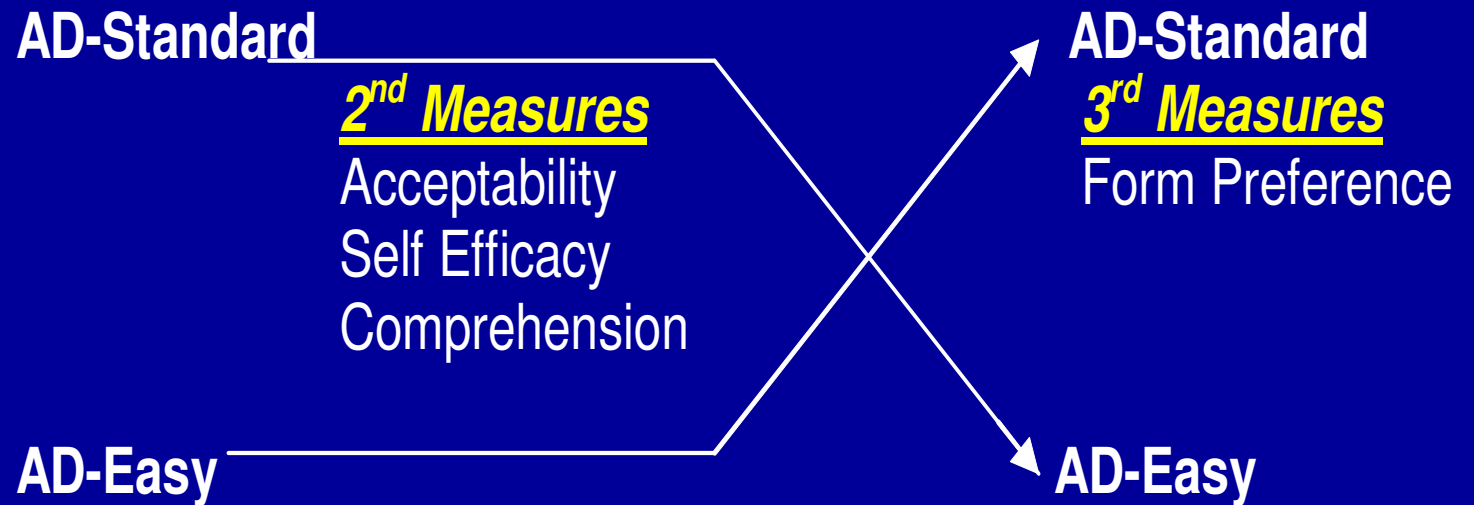 AD-Standard
2nd Measures
Acceptability
Self Efficacy
Comprehension
AD-Easy
AD-Standard
3rd Measures
Form Preference
AD-Easy